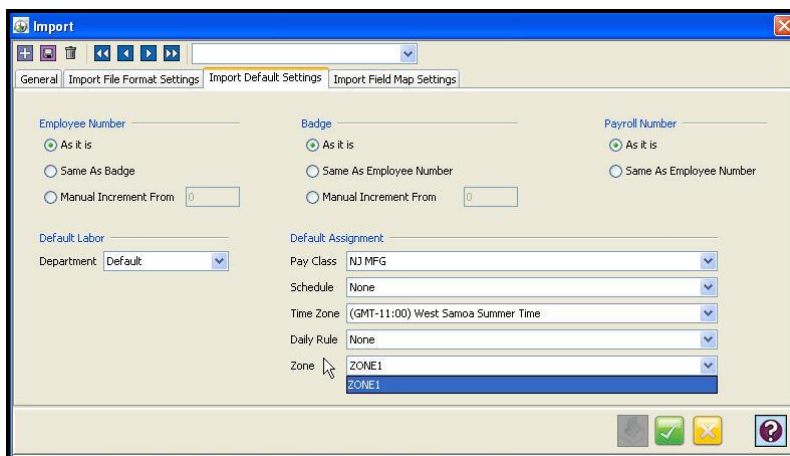 Import
General Import File Format Settings Import Default Settings Import Field Map Settings
Employee Number Badge Payroll Number
As it is As it is As it is
Same As Badge Same As Employee Number Same As Employee Number
Manual Increment From 0 Manual Increment From 0
Default Labor Default Assignment
Department Default Pay Class NJ MFG
Schedule None
Time Zone (GMT-11:00) West Samoa Summer Time
Daily Rule None
Zone ZONE1
ZONE1
?